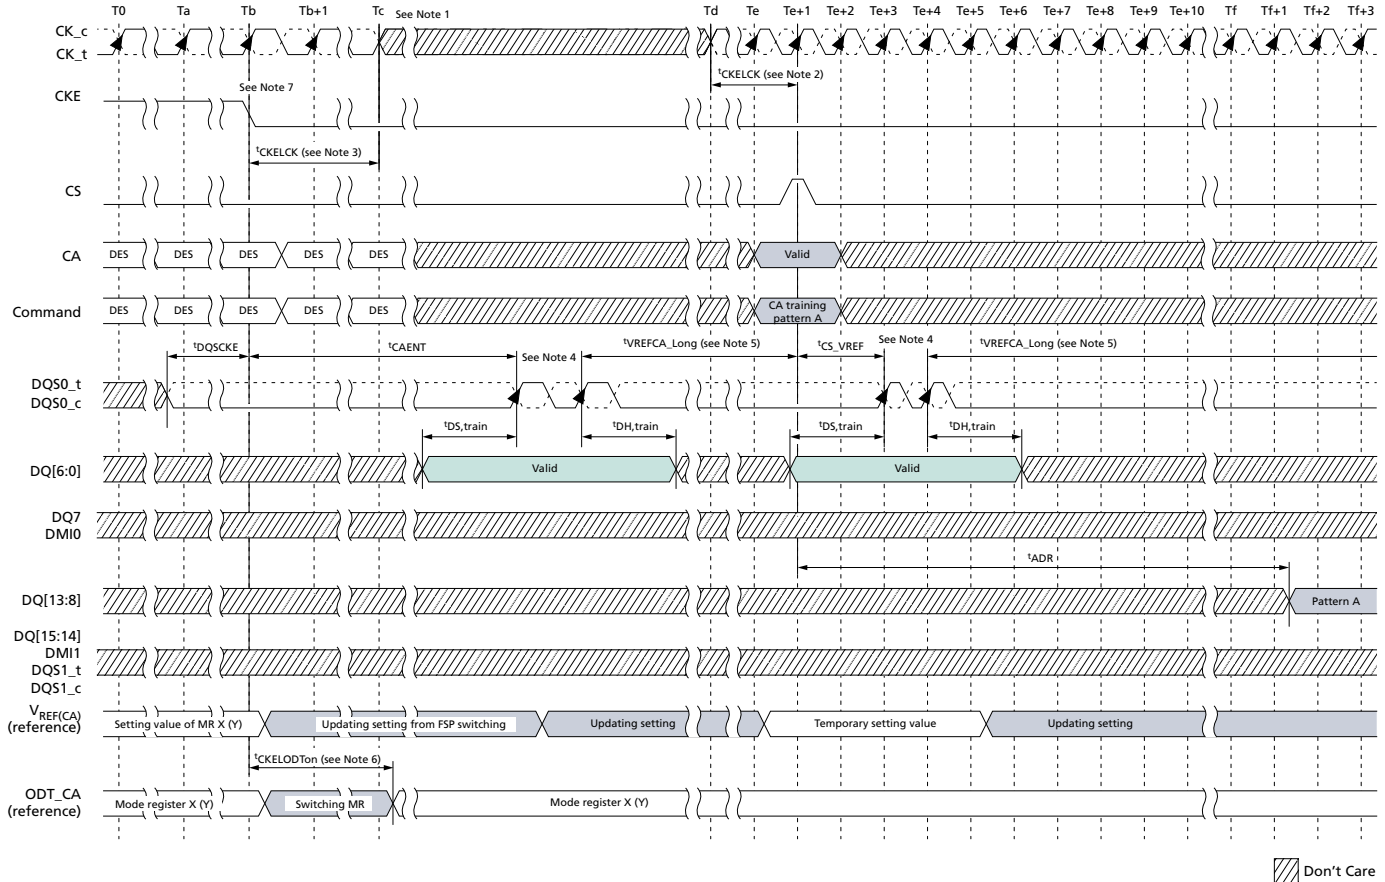 T0 Ta Tb Tb+1 Tc See Note 1 Td Te Te+1 Te+2 Te+3 Te+4 Te+5 Te+6 Te+7 Te+8 Te+9 Te+10 Tf Tf+1 Tf+2 Tf+3
CK_c
CK_t
tCKELCK (see Note 2)
See Note 7
CKE
tCKELCK (see Note 3)
CS
CA DES DES DES DES DES Valid
Command DES DES DES DES DES CA training
pattern A
tDQSCKE tCAENT See Note 4 tVREFCA_Long (see Note 5) tCS_VREF See Note 4 tVREFCA_Long (see Note 5)
DQS0_t
DQS0_c
tDS,train tDH,train tDS,train tDH,train
DQ[6:0] Valid Valid
DQ7
DMI0
tADR
DQ[13:8] Pattern A
DQ[15:14]
DMI1
DQS1_t
DQS1_c
VREF(CA)
(reference) Setting value of MR X (Y) Updating setting from FSP switching Updating setting Temporary setting value Updating setting
tCKELODTon (see Note 6)
ODT_CA
(reference) Mode register X (Y) Switching MR Mode register X (Y)
Don't Care